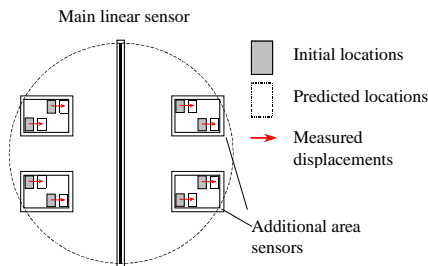 Main linear sensor
Initial locations
Predicted locations
Measured
displacements
Additional area
sensors